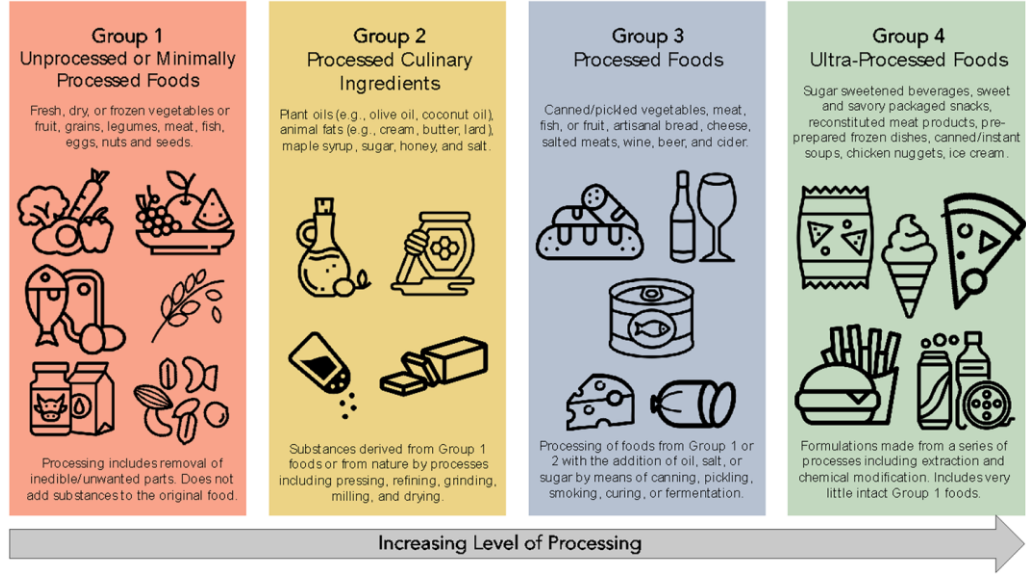 Group 1
Unprocessed or Minimally
Processed Foods
Fresh, dry, or frozen vegetables or
fruit, grains, legumes, meat, fish,
eggs, nuts and seeds.
Processing includes removal of
inedible/unwanted parts. Does not
add substances to the original food.
Group 2
Processed Culinary
Ingredients
Plant oils (e.g., olive oil, coconut oil),
animal fats (e.g., cream, butter, lard),
maple syrup, sugar, honey, and salt.
Substances derived from Group 1
foods or from nature by processes
including pressing, refining, grinding,
milling, and drying.
Group 3
Processed Foods
Canned/pickled vegetables, meat,
fish, or fruit, artisanal bread, cheese,
salted meats, wine, beer, and cider.
Processing of foods from Group 1 or
2 with the addition of oil, salt, or
sugar by means of canning, pickling,
smoking, curing, or fermentation.
Group 4
Ultra-Processed Foods
Sugar sweetened beverages, sweet
and savory packaged snacks,
reconstituted meat products, pre-
prepared frozen dishes, canned/instant
soups, chicken nuggets, ice cream.
Formulations made from a series of
processes including extraction and
chemical modification. Includes very
little intact Group 1 foods.
Increasing Level of Processing